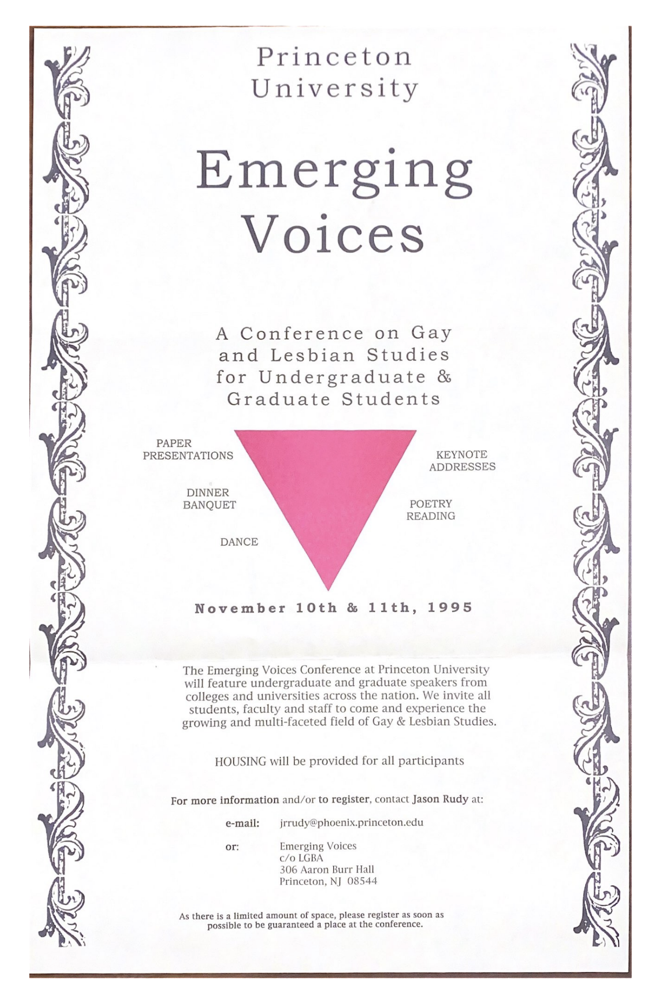 Princeton
University
Emerging
Voices
A Conference on Gay
and Lesbian Studies
for Undergraduate &
Graduate Students
PAPER
PRESENTATIONS
KEYNOTE
ADDRESSES
DINNER
BANQUET
POETRY
READING
DANCE
November 10th & 11th, 1995
The Emerging Voices Conference at Princeton University
will feature undergraduate and graduate speakers from
colleges and universities across the nation. We invite all
students, faculty and staff to come and experience the
growing and multi-faceted field of Gay & Lesbian Studies.
HOUSING will be provided for all participants
For more information and/or to register, contact Jason Rudy at:
e-mail: jrrudy@phoenix.princeton.edu
or: Emerging Voices
c/o LGBA
306 Aaron Burr Hall
Princeton, NJ 08544
As there is a limited amount of space, please register as soon as
possible to be guaranteed a place at the conference.